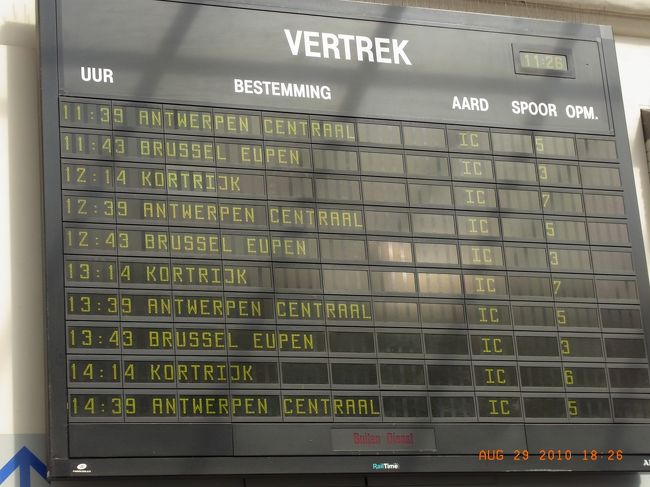 VERTREK
11:26
UUR BESTEMMING AARD SPOOR OPM.
11:39 ANTWERPEN CENTRAAL IC 5
11:43 BRUSSEL EUPEN IC 3
12:14 KORTRIJK IC 7
12:39 ANTWERPEN CENTRAAL IC 5
12:43 BRUSSEL EUPEN IC 3
13:14 KORTRIJK IC 7
13:39 ANTWERPEN CENTRAAL IC 5
13:43 BRUSSEL EUPEN IC 3
14:14 KORTRIJK IC 6
14:39 ANTWERPEN CENTRAAL IC 5
Buiten Dienst
AUG 29 2010 18:26
RailTime